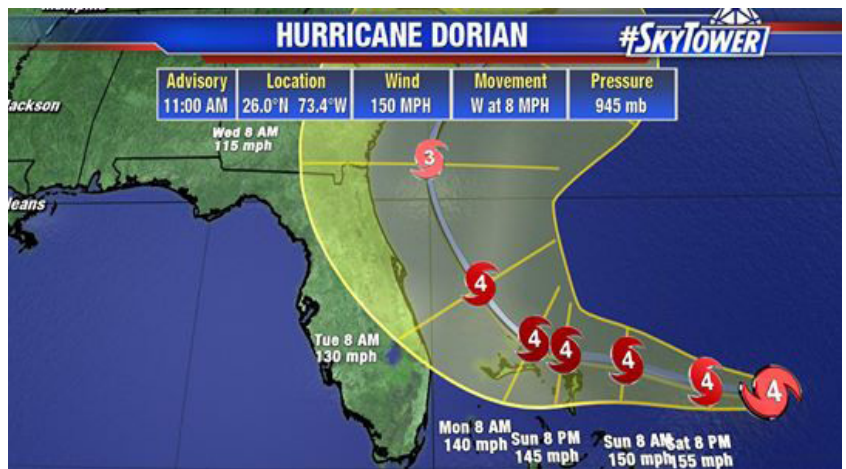 Memphis
HURRICANE DORIAN
#SKYTOWER
Advisory Location Wind Movement Pressure
11:00 AM 26.0°N 73.4°W 150 MPH W at 8 MPH 945 mb
Jackson
Wed 8 AM
115 mph
3
leans
4
Tue 8 AM
130 mph
4
4
4
4
4
Mon 8 AM
140 mph
Sun 8 PM
145 mph
Sun 8 AM
150 mph
Sat 8 PM
155 mph